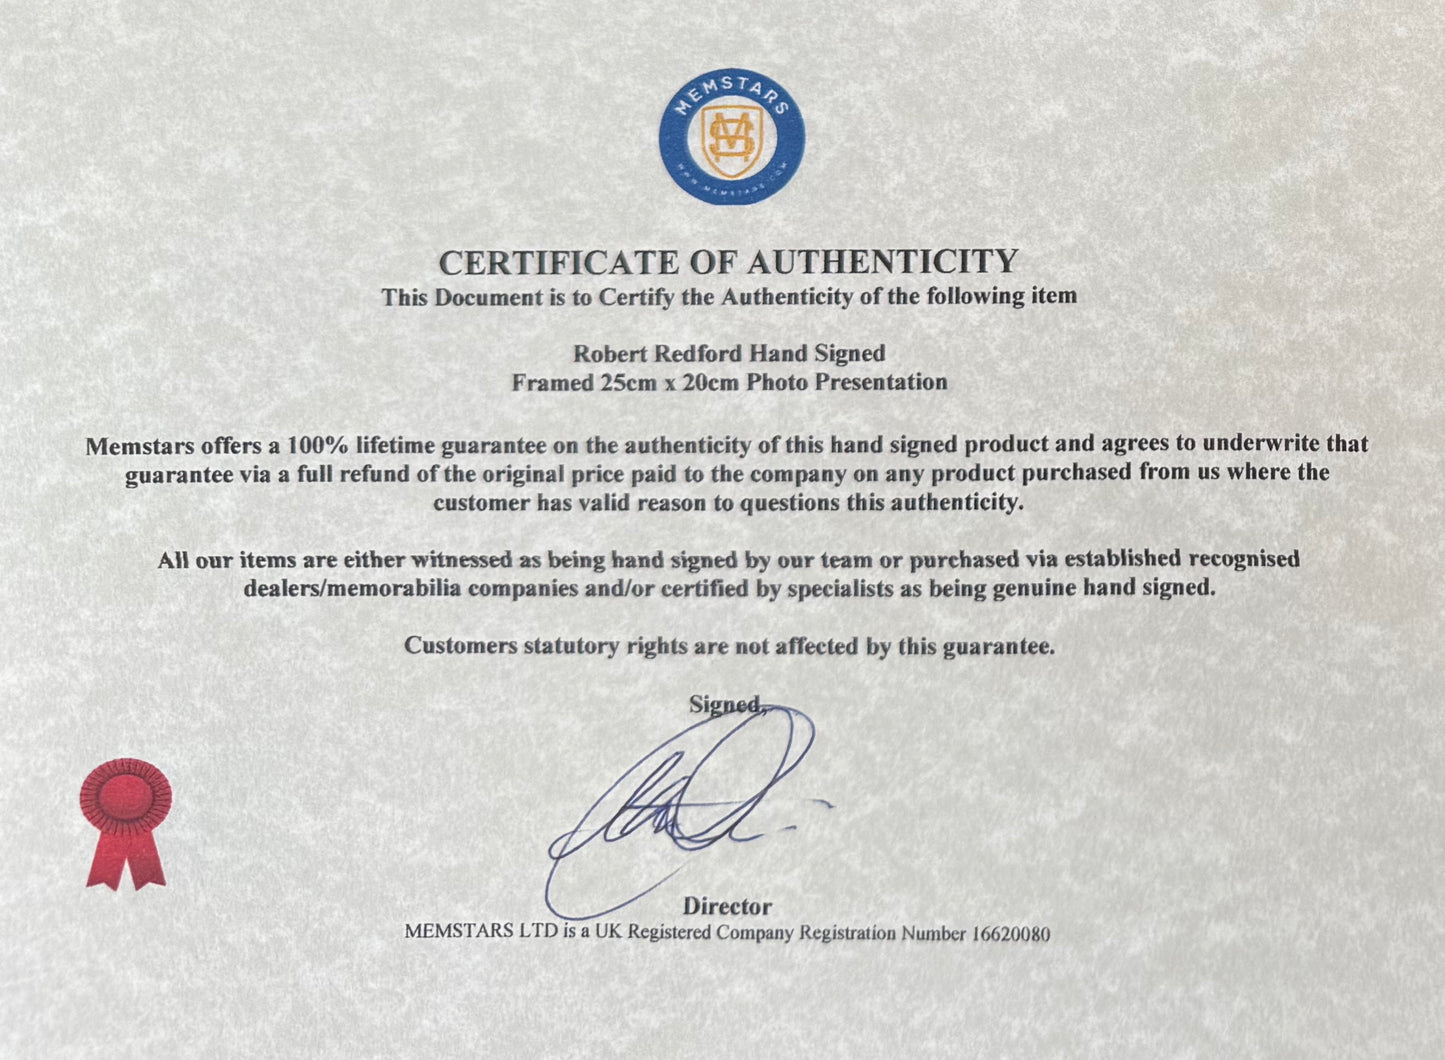 MEMSTARS
MS
WWW.MEMSTARS.COM
CERTIFICATE OF AUTHENTICITY
This Document is to Certify the Authenticity of the following item
Robert Redford Hand Signed
Framed 25cm x 20cm Photo Presentation
Memstars offers a 100% lifetime guarantee on the authenticity of this hand signed product and agrees to underwrite that
guarantee via a full refund of the original price paid to the company on any product purchased from us where the
customer has valid reason to questions this authenticity.
All our items are either witnessed as being hand signed by our team or purchased via established recognised
dealers/memorabilia companies and/or certified by specialists as being genuine hand signed.
Customers statutory rights are not affected by this guarantee.
Signed,
Director
MEMSTARS LTD is a UK Registered Company Registration Number 16620080